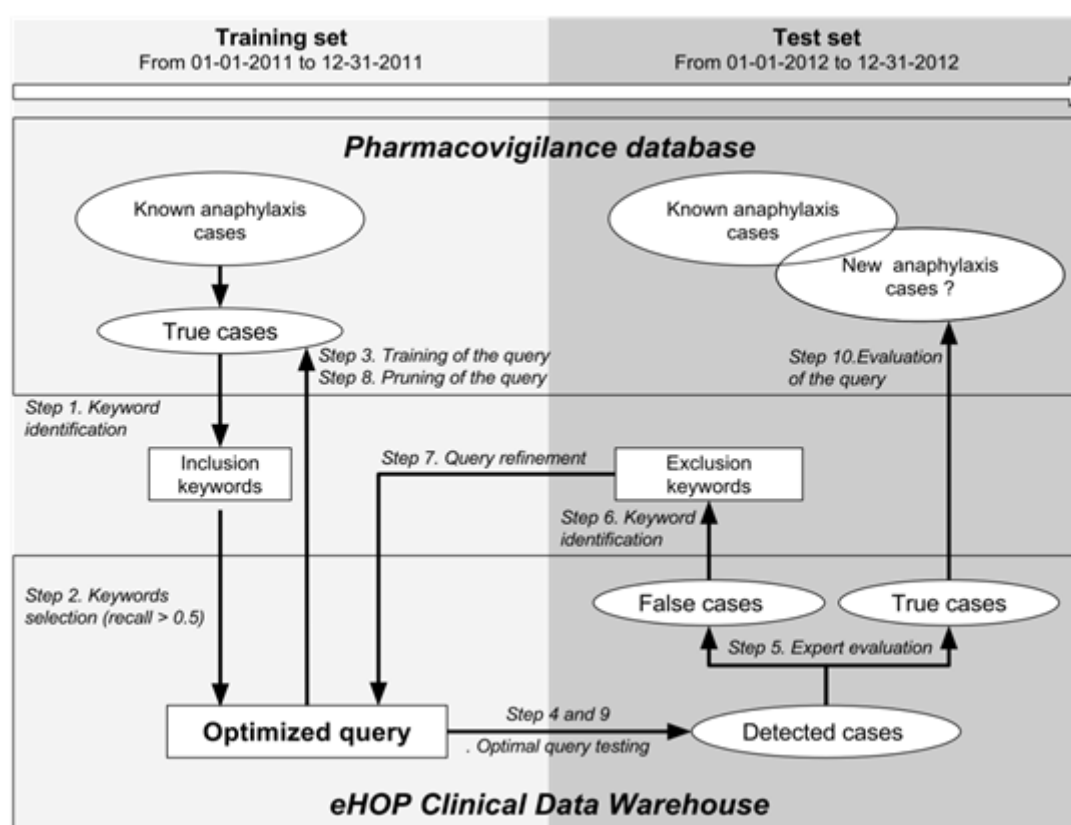 Training set
From 01-01-2011 to 12-31-2011
Test set
From 01-01-2012 to 12-31-2012
Pharmacovigilance database
Known anaphylaxis
cases
True cases
Known anaphylaxis
cases
New anaphylaxis
cases ?
Step 3. Training of the query
Step 8. Pruning of the query
Step 10.Evaluation
of the query
Step 1. Keyword
identification
Inclusion
keywords
Step 7. Query refinement
Exclusion
keywords
Step 6. Keyword
identification
Step 2. Keywords
selection (recall > 0.5)
False cases
True cases
Step 5. Expert evaluation
Optimized query
Step 4 and 9
. Optimal query testing
Detected cases
eHOP Clinical Data Warehouse